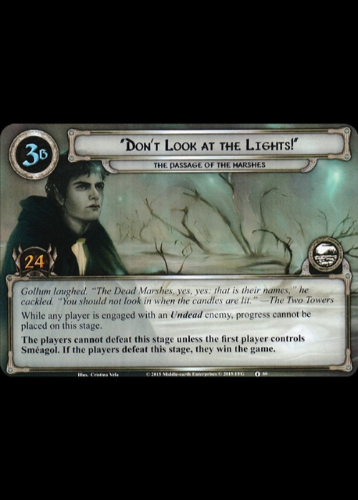 3B
"Don't Look at the Lights!"
The Passage of the Marshes
24
Gollum laughed. "The Dead Marshes, yes, yes: that is their names," he
cackled. "You should not look in when the candles are lit." —The Two Towers
While any player is engaged with an Undead enemy, progress cannot
be placed on this stage.
The players cannot defeat this stage unless the first player controls
Sméagol. If the players defeat this stage, they win the game.
Illus. Cristina Vela © 2015 Middle-earth Enterprises © 2015 FFG